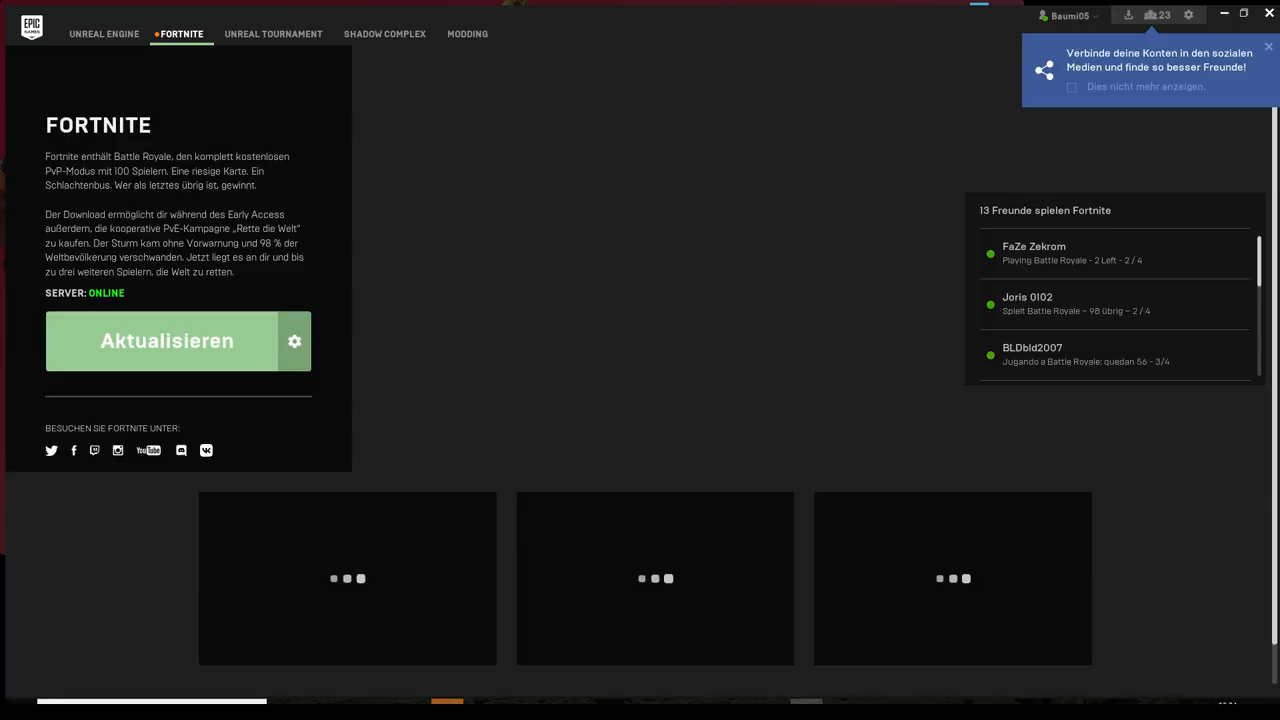 EPIC
GAMES
UNREAL ENGINE
FORTNITE
UNREAL TOURNAMENT
SHADOW COMPLEX
MODDING
Baumi05
23
Verbinde deine Konten in den sozialen
Medien und finde so besser Freunde!
Dies nicht mehr anzeigen.
FORTNITE
Fortnite enthält Battle Royale, den komplett kostenlosen
PvP-Modus mit 100 Spielern. Eine riesige Karte. Ein
Schlachtenbus. Wer als letztes übrig ist, gewinnt.
Der Download ermöglicht dir während des Early Access
außerdem, die kooperative PvE-Kampagne „Rette die Welt“
zu kaufen. Der Sturm kam ohne Vorwarnung und 98 % der
Weltbevölkerung verschwanden. Jetzt liegt es an dir und bis
zu drei weiteren Spielern, die Welt zu retten.
SERVER: ONLINE
Aktualisieren
BESUCHEN SIE FORTNITE UNTER:
YouTube
13 Freunde spielen Fortnite
FaZe Zekrom
Playing Battle Royale - 2 Left - 2 / 4
Joris 0102
Spielt Battle Royale – 98 übrig – 2 / 4
BLDbld2007
Jugando a Battle Royale: quedan 56 - 3/4